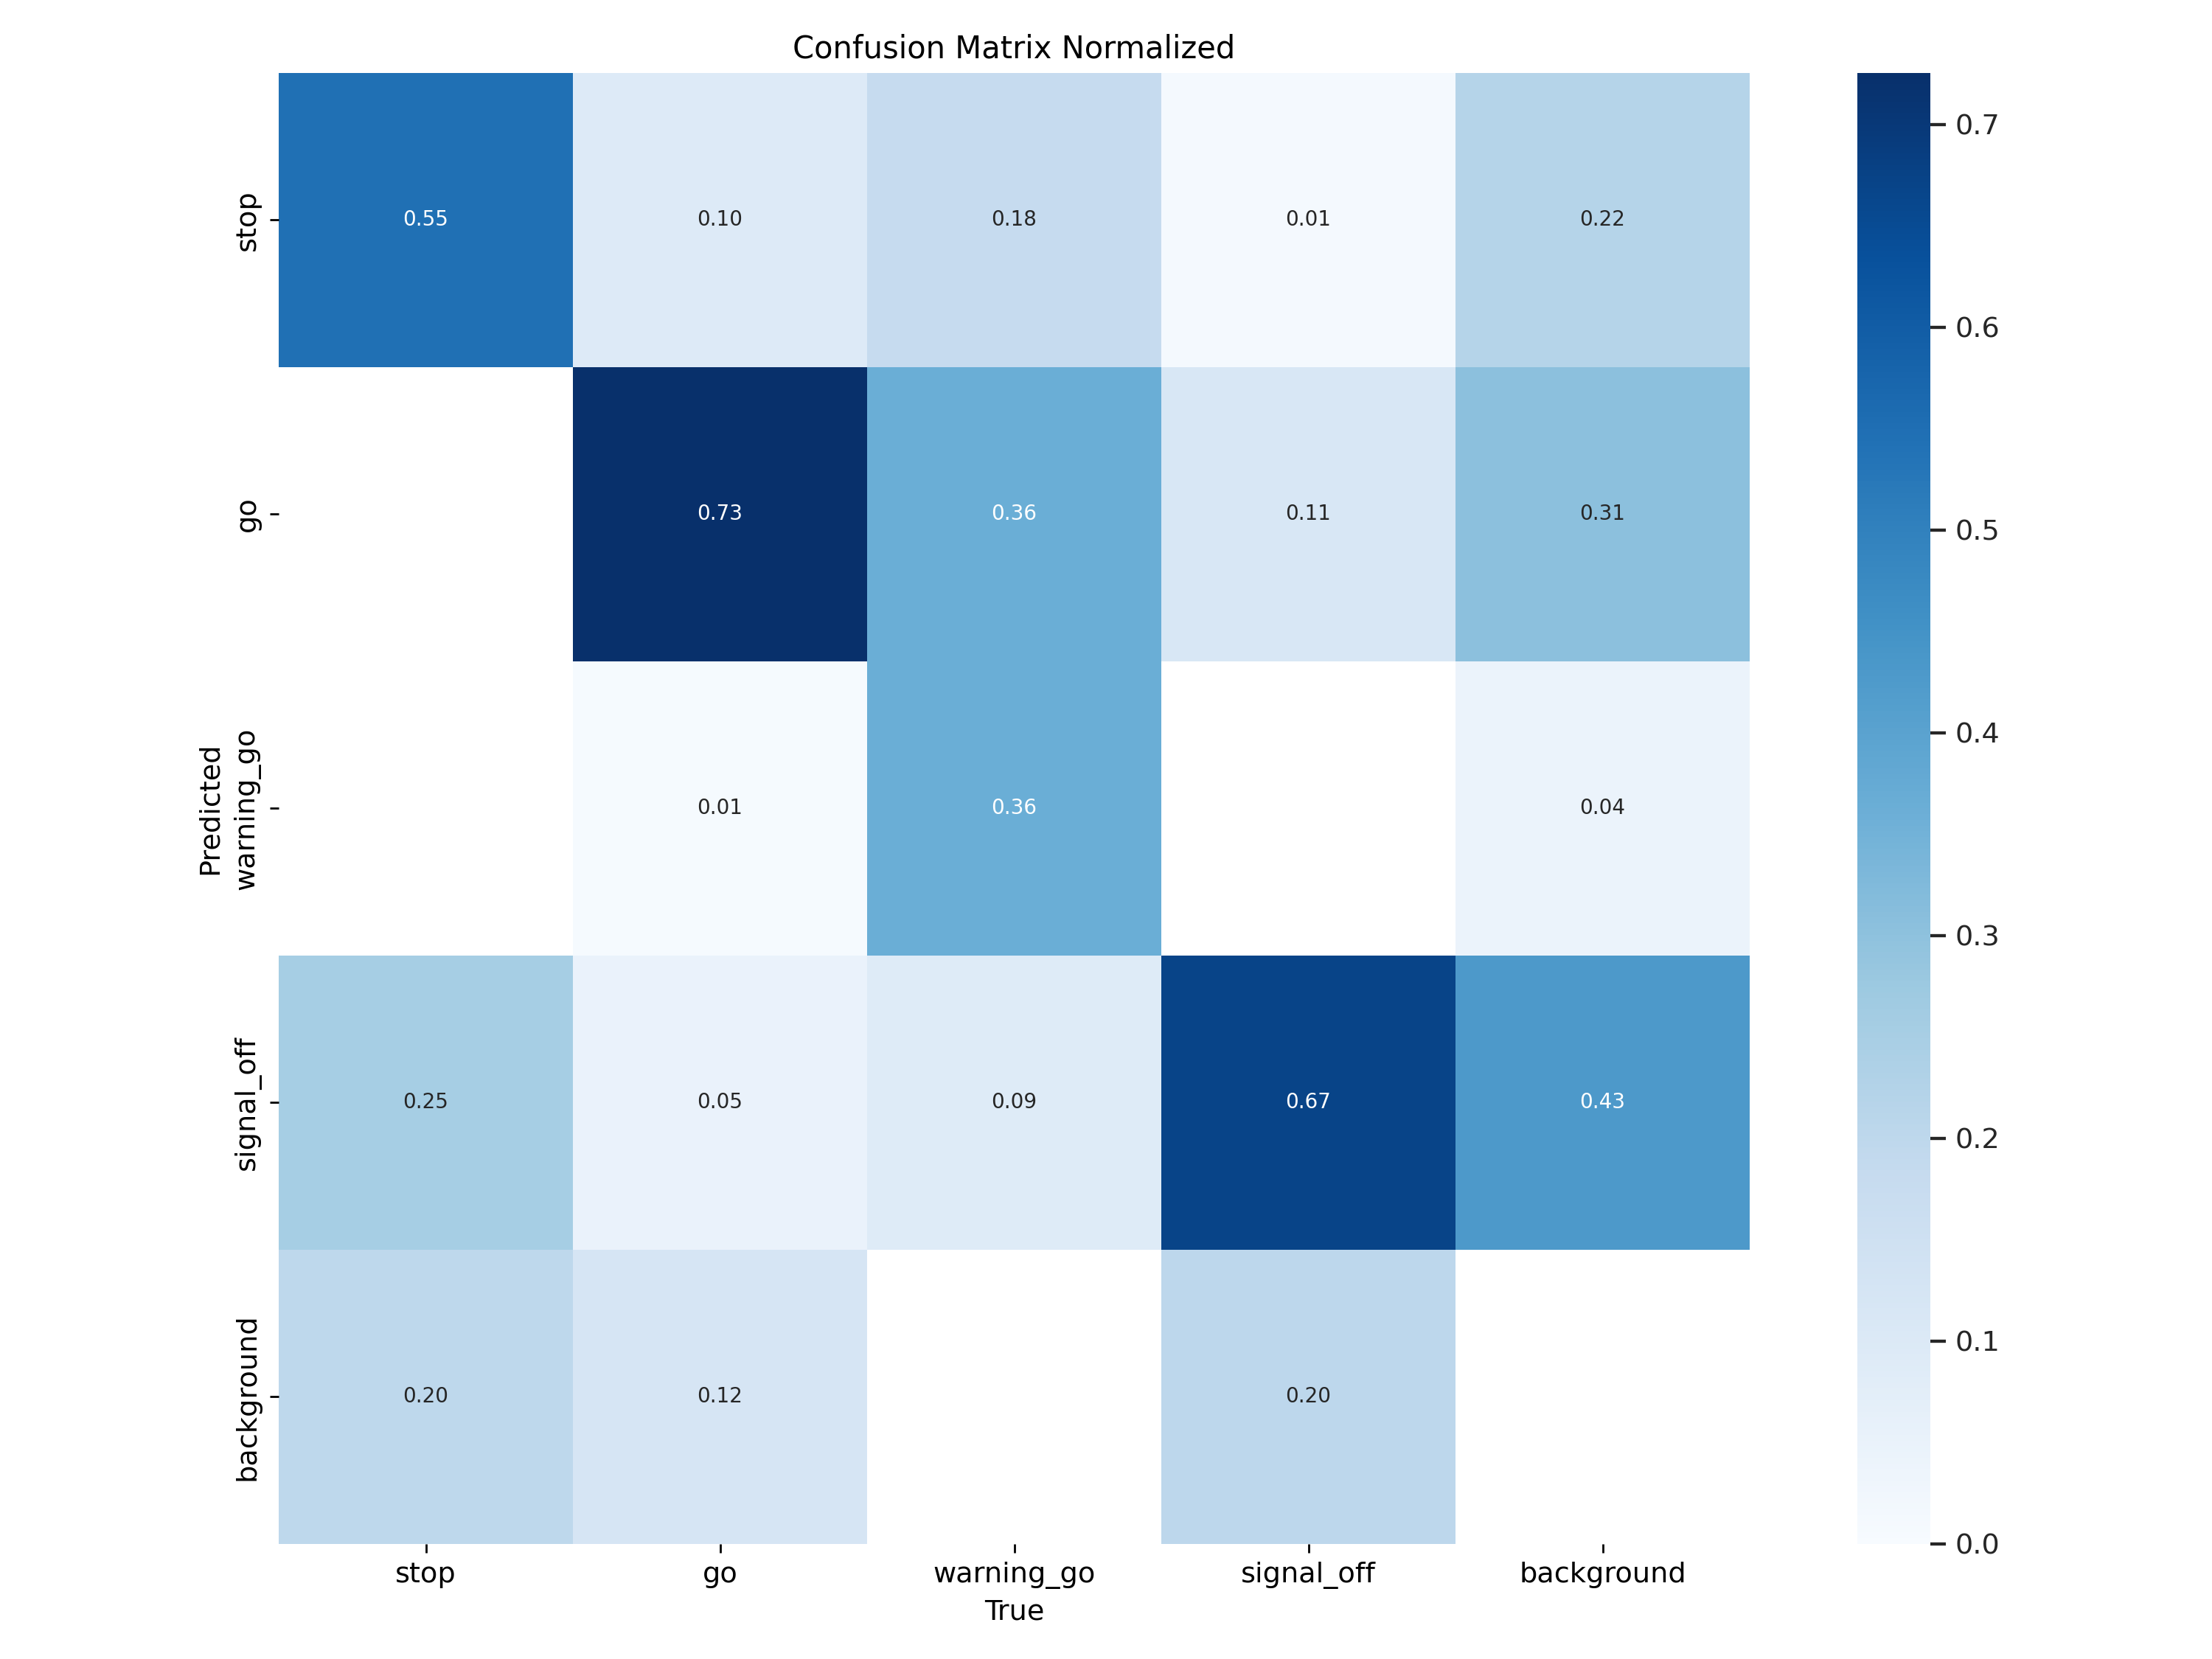 Confusion Matrix Normalized
stop 0.55 0.10 0.18 0.01 0.22
go 0.73 0.36 0.11 0.31
warning_go 0.01 0.36 0.04
signal_off 0.25 0.05 0.09 0.67 0.43
background 0.20 0.12 0.20
Predicted
stop go warning_go signal_off background
True
0.7
0.6
0.5
0.4
0.3
0.2
0.1
0.0